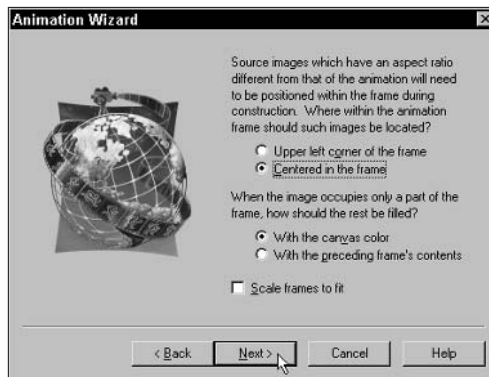 Animation Wizard
Source images which have an aspect ratio
different from that of the animation will need
to be positioned within the frame during
construction. Where within the animation
frame should such images be located?
Upper left corner of the frame
Centered in the frame
When the image occupies only a part of the
frame, how should the rest be filled?
With the canvas color
With the preceding frame's contents
Scale frames to fit
< Back Next > Cancel Help